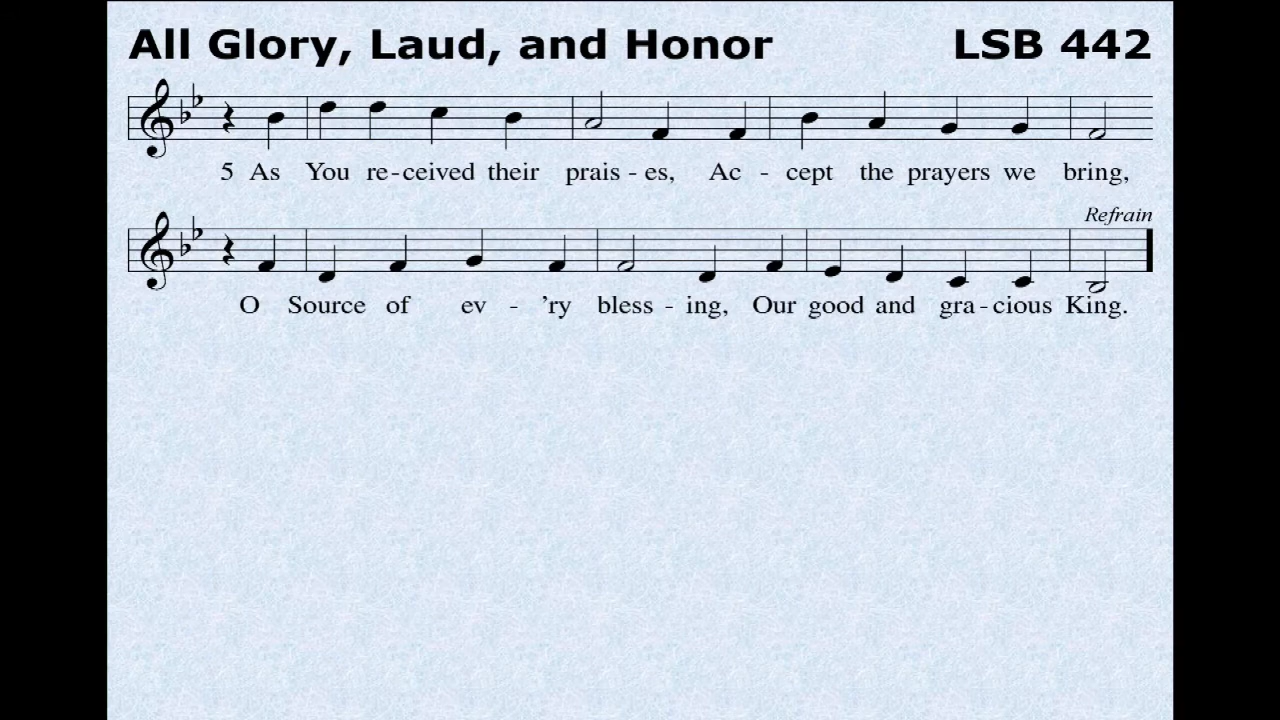 All Glory, Laud, and Honor LSB 442
5 As You re-ceived their prais - es, Ac - cept the prayers we bring,
Refrain
O Source of ev - ’ry bless - ing, Our good and gra-cious King.